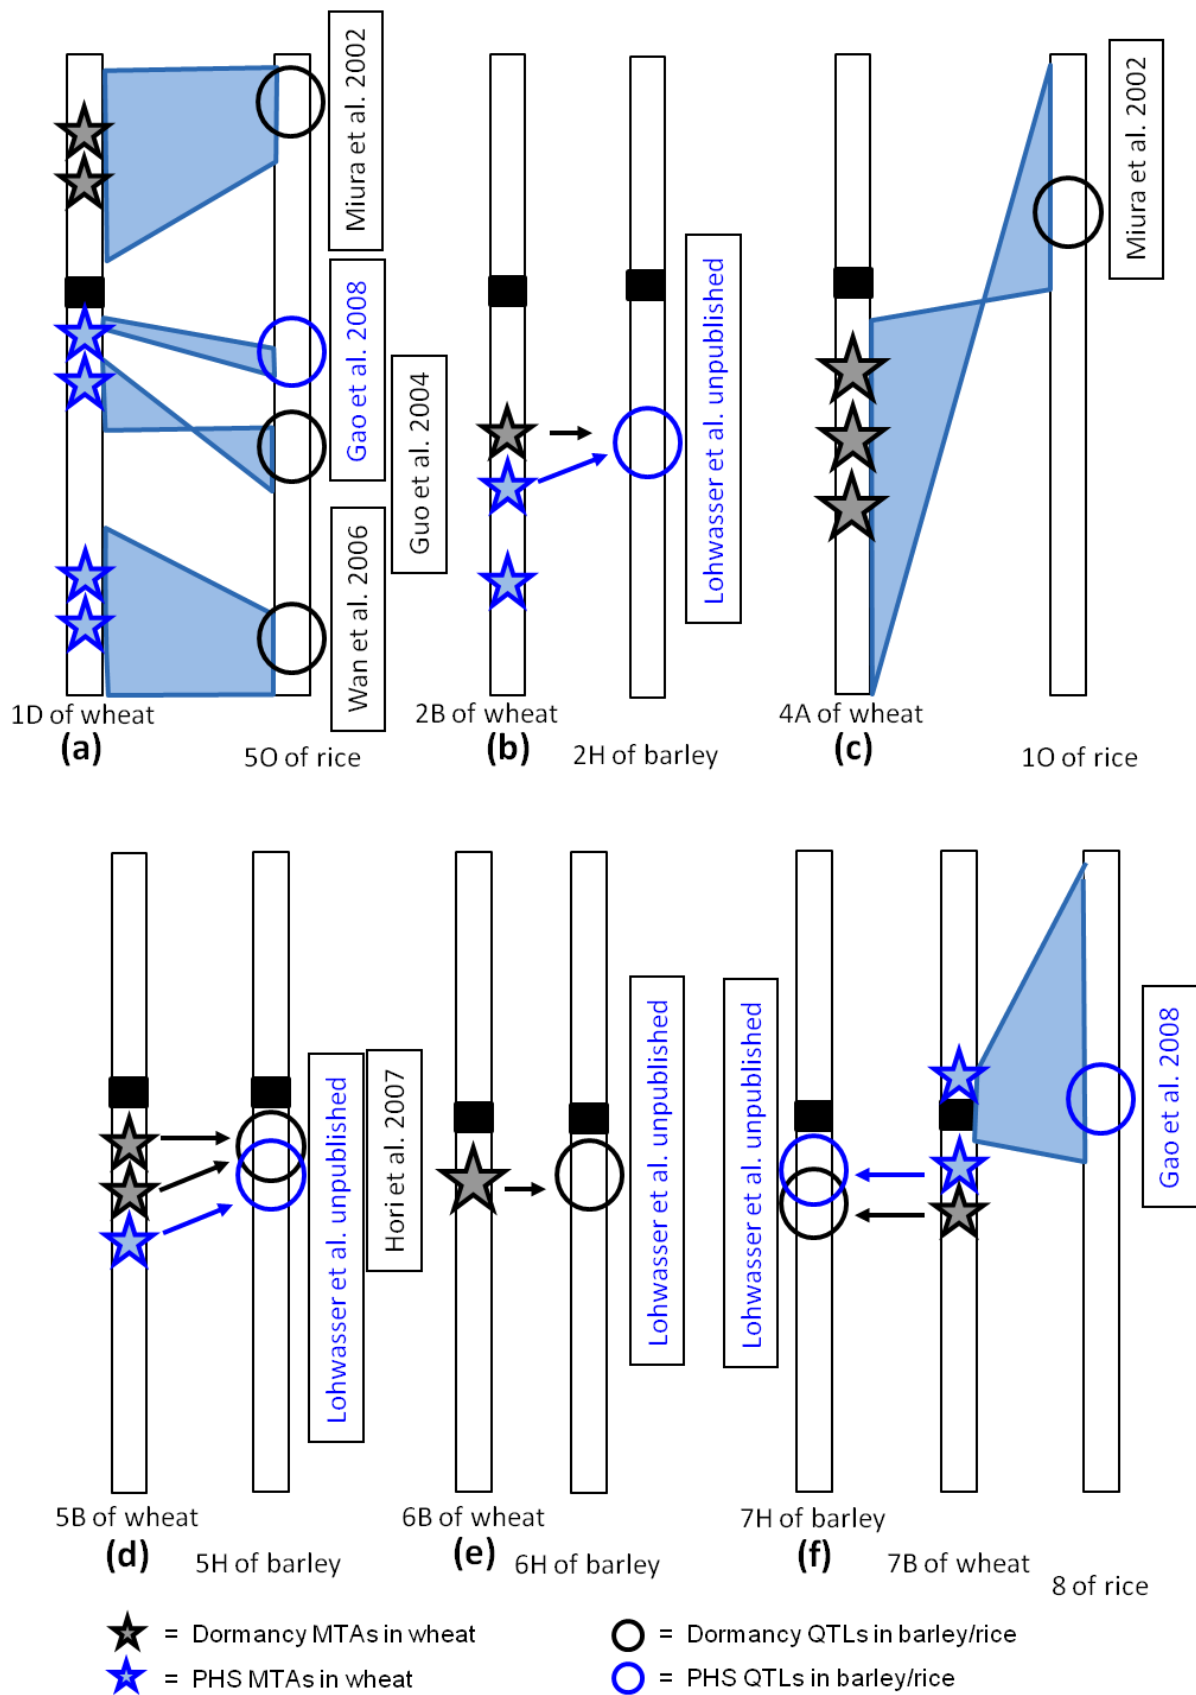 Miura et al. 2002
Gao et al. 2008
Guo et al. 2004
Wan et al. 2006
1D of wheat
(a)
5O of rice
Lohwasser et al. unpublished
2B of wheat
(b)
2H of barley
Miura et al. 2002
4A of wheat
(c)
1O of rice
Lohwasser et al. unpublished
Hori et al. 2007
5B of wheat
(d)
5H of barley
Lohwasser et al. unpublished
6B of wheat
(e)
6H of barley
Lohwasser et al. unpublished
Gao et al. 2008
7H of barley
(f)
7B of wheat
8 of rice
= Dormancy MTAs in wheat
= Dormancy QTLs in barley/rice
= PHS MTAs in wheat
= PHS QTLs in barley/rice